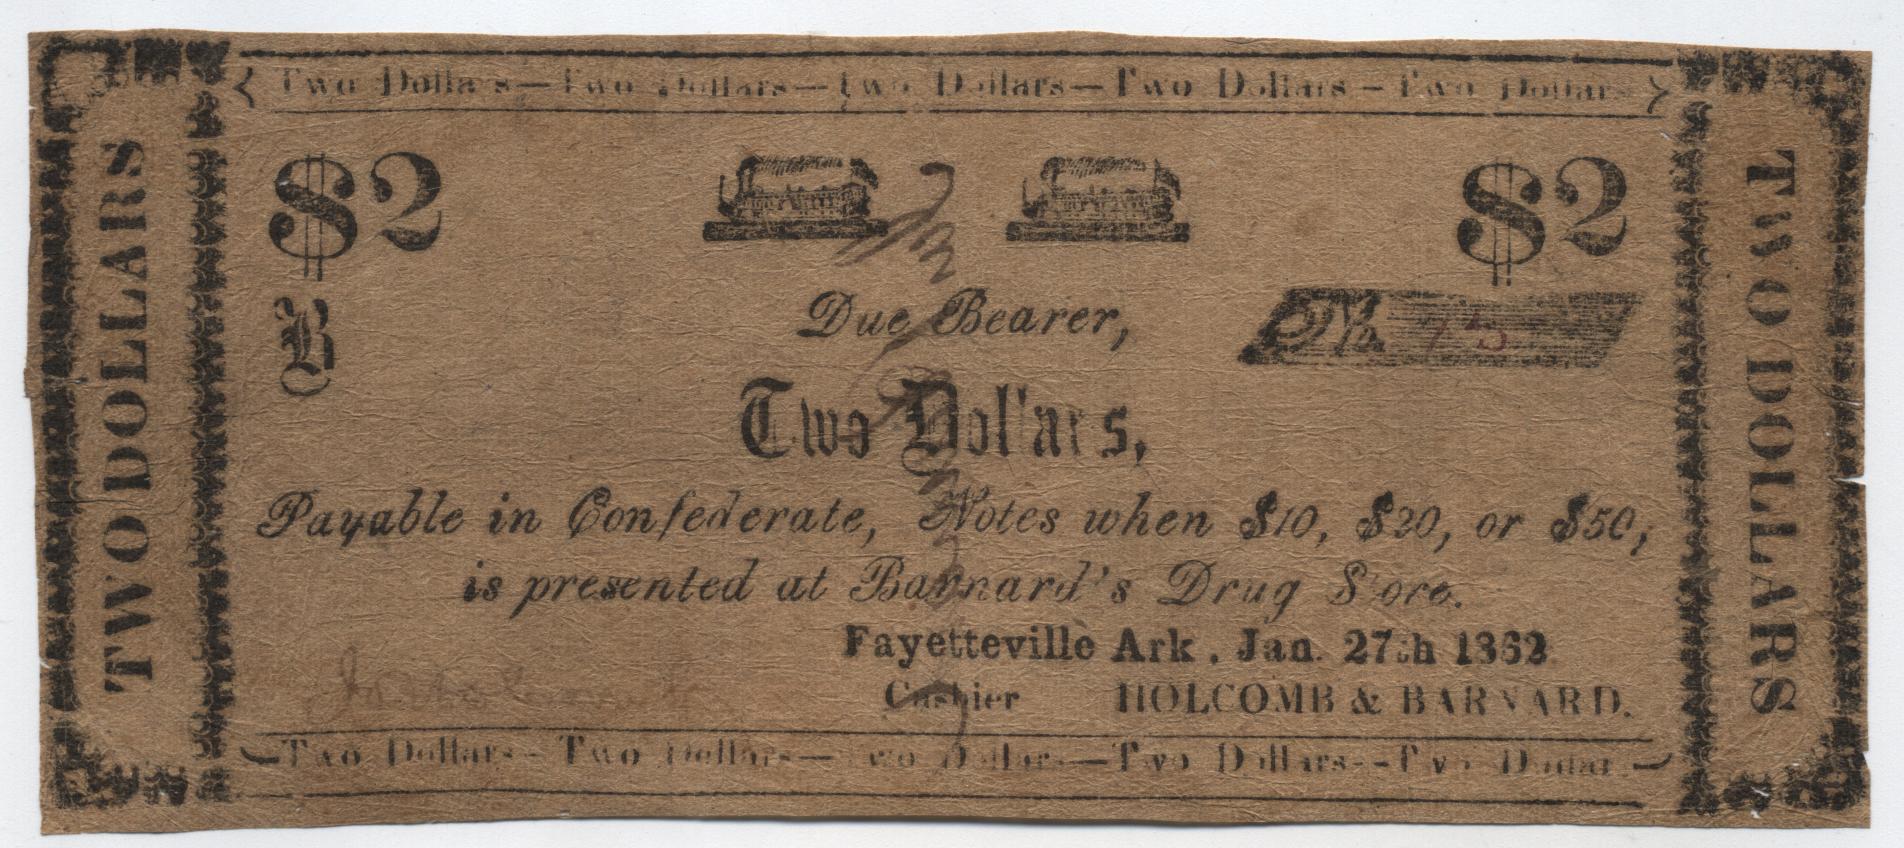 Two Dollars—Two Dollars—Two Dollars—Two Dollars—Two Dollars
TWO DOLLARS
$2
$2
B
Due Bearer,
No. 75
Two Dollars,
Payable in Confederate, Notes when $10, $20, or $50,
is presented at Barnard's Drug Store.
Fayetteville Ark, Jan. 27th 1862
Cashier HOLCOMB & BARNARD.
Two Dollars—Two Dollars—Two Dollars—Two Dollars—Two Dollars
TWO DOLLARS